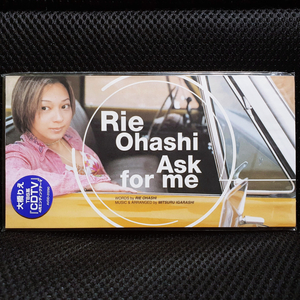 Rie
Ohashi
Ask
for me
WORDS by RIE OHASHI
MUSIC & ARRANGED by MITSURU IGARASHI
大橋りえ
「CDTV」